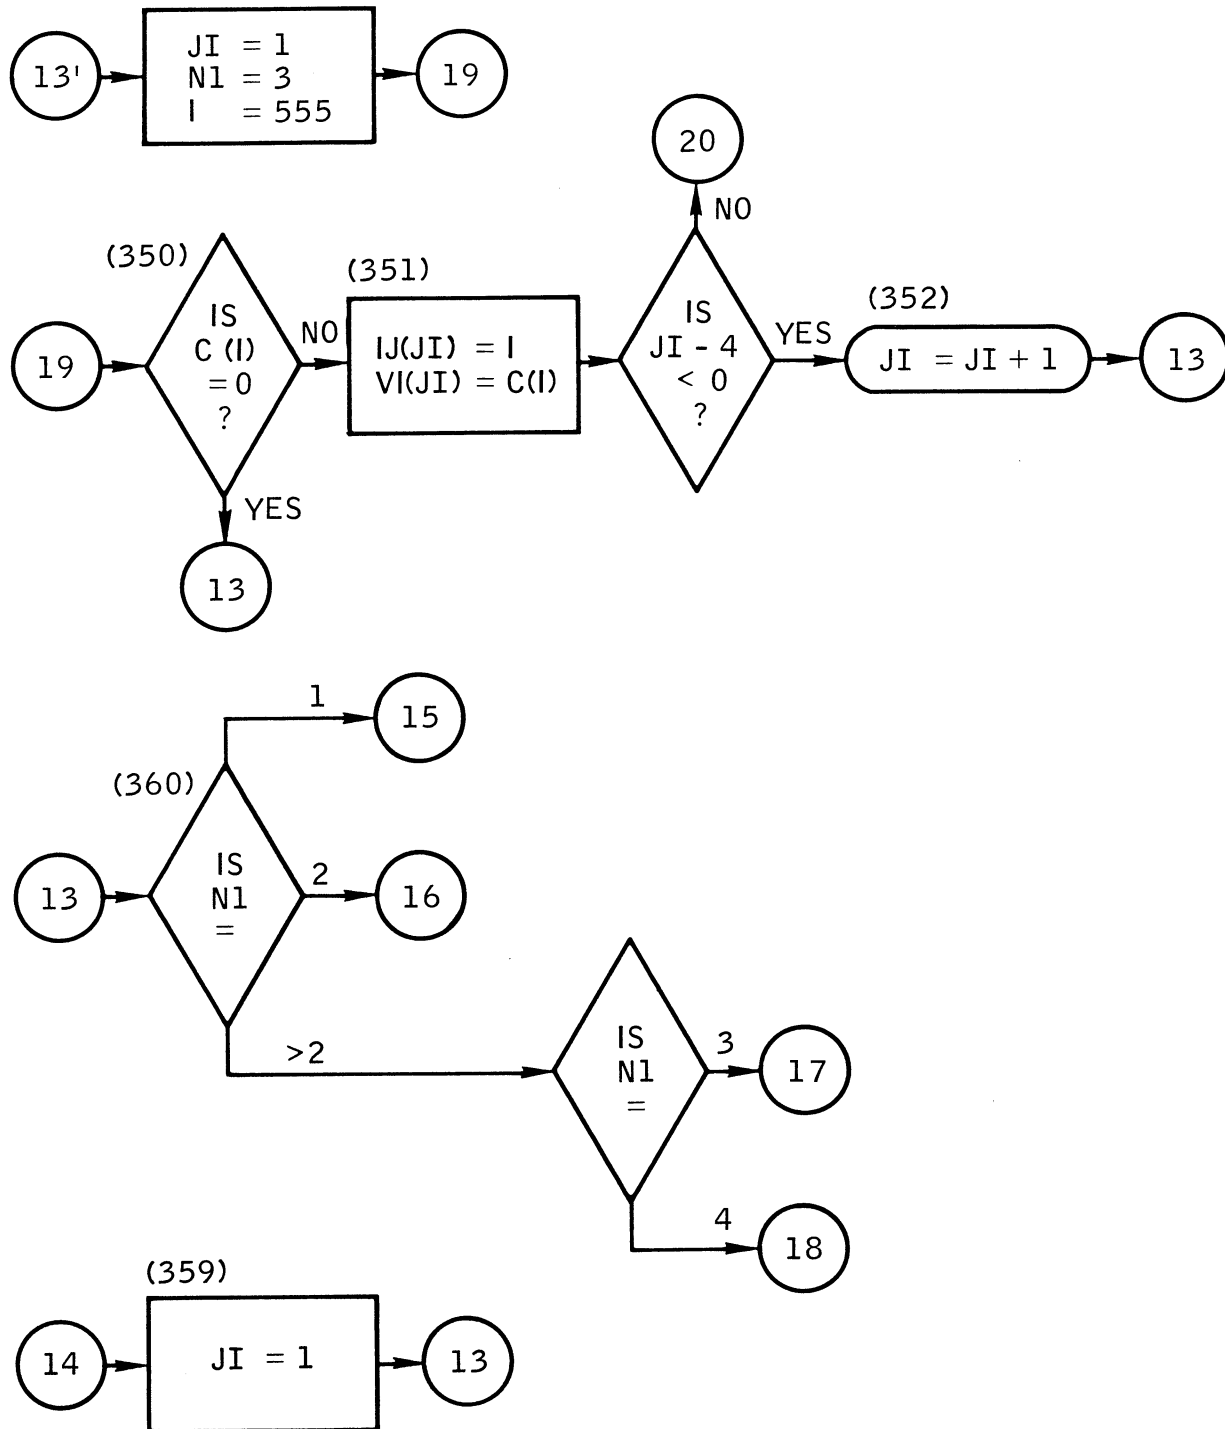 13'
JI = 1
N1 = 3
I = 555
19
20
NO
(350)
(351)
(352)
19
IS
C (I)
= 0
?
NO
IJ(JI) = I
VI(JI) = C(I)
IS
JI - 4
< 0
?
YES
JI = JI + 1
13
YES
13
1
15
(360)
13
IS
N1
=
2
16
>2
IS
N1
=
3
17
4
18
(359)
14
JI = 1
13